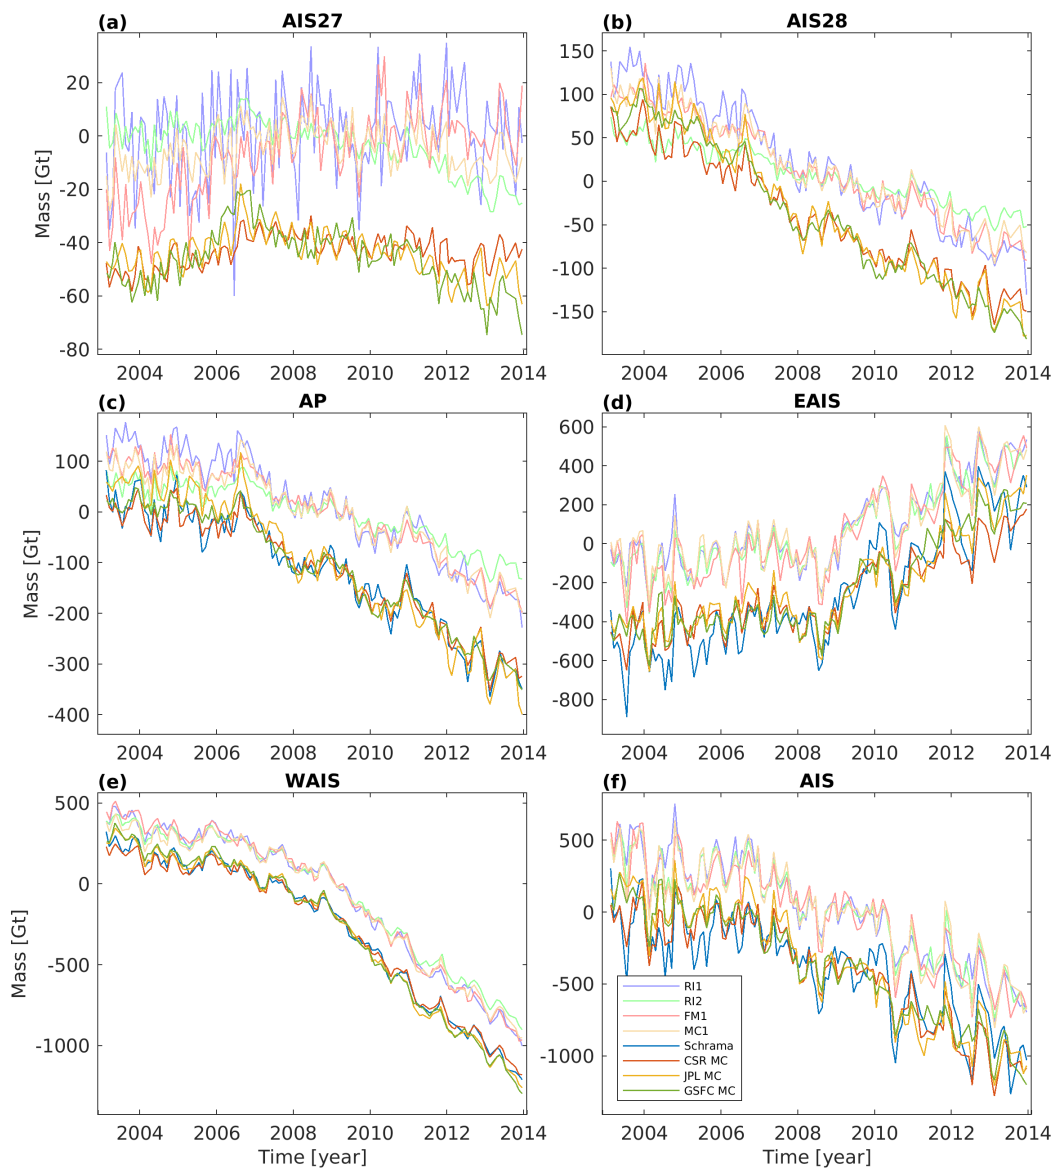 (a) AIS27
(b) AIS28
Mass [Gt]
20
0
-20
-40
-60
-80
2004 2006 2008 2010 2012 2014
150
100
50
0
-50
-100
-150
2004 2006 2008 2010 2012 2014
(c) AP
(d) EAIS
Mass [Gt]
100
0
-100
-200
-300
-400
2004 2006 2008 2010 2012 2014
600
400
200
0
-200
-400
-600
-800
2004 2006 2008 2010 2012 2014
(e) WAIS
(f) AIS
Mass [Gt]
500
0
-500
-1000
2004 2006 2008 2010 2012 2014
Time [year]
500
0
-500
-1000
RI1
RI2
FM1
MC1
Schrama
CSR MC
JPL MC
GSFC MC
2004 2006 2008 2010 2012 2014
Time [year]